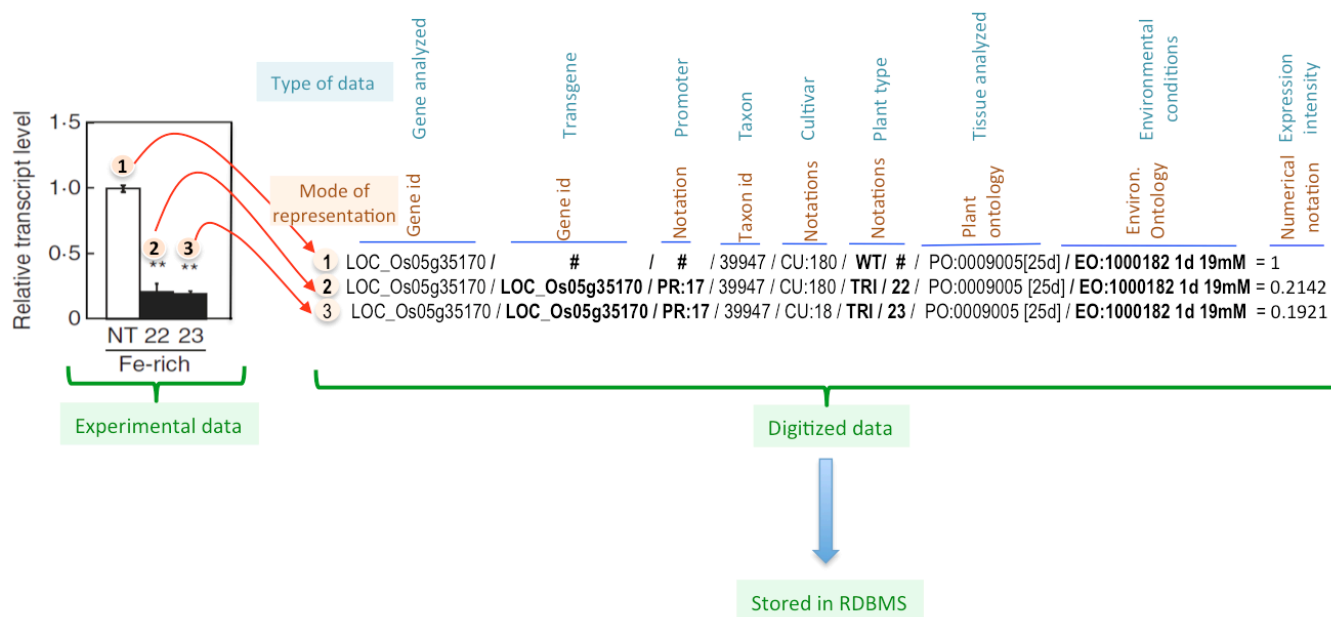 Type of data
Gene analyzed
Transgene
Promoter
Taxon
Cultivar
Plant type
Tissue analyzed
Environmental
conditions
Expression
intensity
Mode of
representation
Gene id
Gene id
Notation
Taxon id
Notations
Notations
Plant
ontology
Environ.
Ontology
Numerical
notation
Relative transcript level
1·5
1·0
0·5
0
1
2
3
**
**
NT 22 23
Fe-rich
1 LOC_Os05g35170 / # / # / 39947 / CU:180 / WT/ # / PO:0009005[25d] / EO:1000182 1d 19mM = 1
2 LOC_Os05g35170 / LOC_Os05g35170 / PR:17 / 39947 / CU:180 / TRI / 22 / PO:0009005 [25d] / EO:1000182 1d 19mM = 0.2142
3 LOC_Os05g35170 / LOC_Os05g35170 / PR:17 / 39947 / CU:18 / TRI / 23 / PO:0009005 [25d] / EO:1000182 1d 19mM = 0.1921
Experimental data
Digitized data
Stored in RDBMS